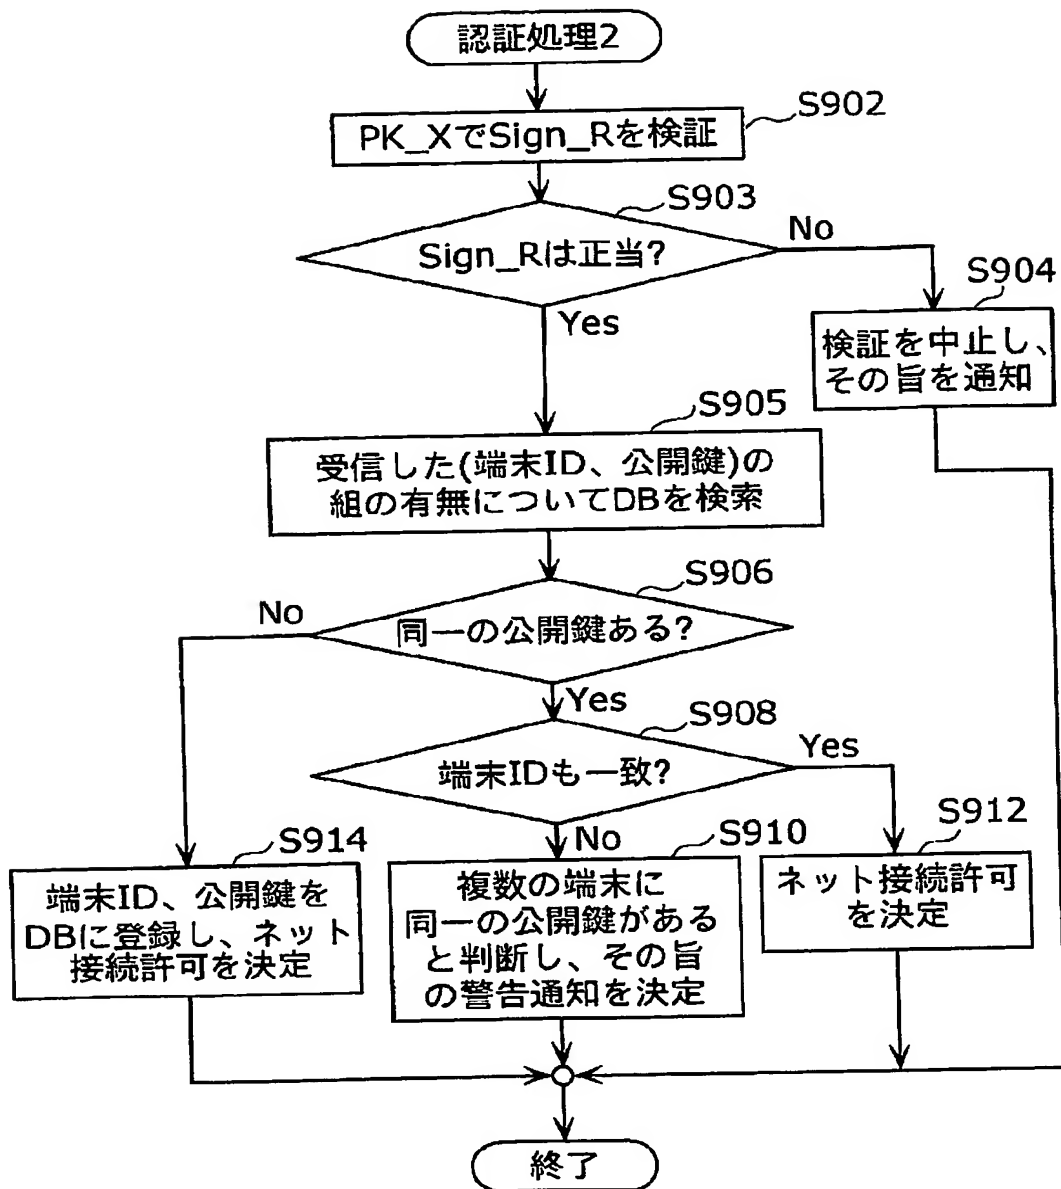 認証処理2
S902
PK_XでSign_Rを検証
S903
Sign_Rは正当?
No
Yes
S904
検証を中止し、
その旨を通知
S905
受信した(端末ID、公開鍵)の
組の有無についてDBを検索
S906
同一の公開鍵ある?
No
Yes
S908
端末IDも一致?
Yes
No
S914
端末ID、公開鍵を
DBに登録し、ネット
接続許可を決定
S910
複数の端末に
同一の公開鍵がある
と判断し、その旨
の警告通知を決定
S912
ネット接続許可
を決定
終了